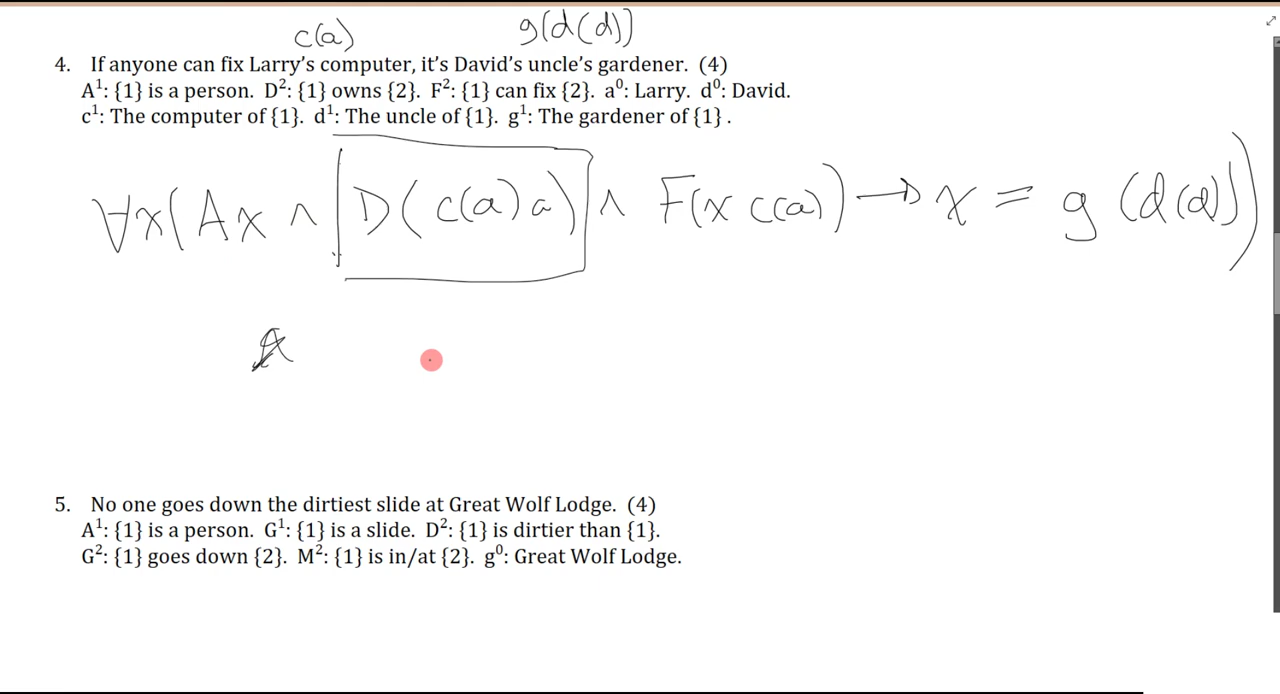 c(a) g(d(d))
4. If anyone can fix Larry's computer, it's David's uncle's gardener. (4)
A¹: {1} is a person. D²: {1} owns {2}. F²: {1} can fix {2}. a⁰: Larry. d⁰: David.
c¹: The computer of {1}. d¹: The uncle of {1}. g¹: The gardener of {1} .
∀x(Ax ∧ D(c(a) a) ∧ F(x c(a)) → x = g(d(d)))
A
5. No one goes down the dirtiest slide at Great Wolf Lodge. (4)
A¹: {1} is a person. G¹: {1} is a slide. D²: {1} is dirtier than {1}.
G²: {1} goes down {2}. M²: {1} is in/at {2}. g⁰: Great Wolf Lodge.